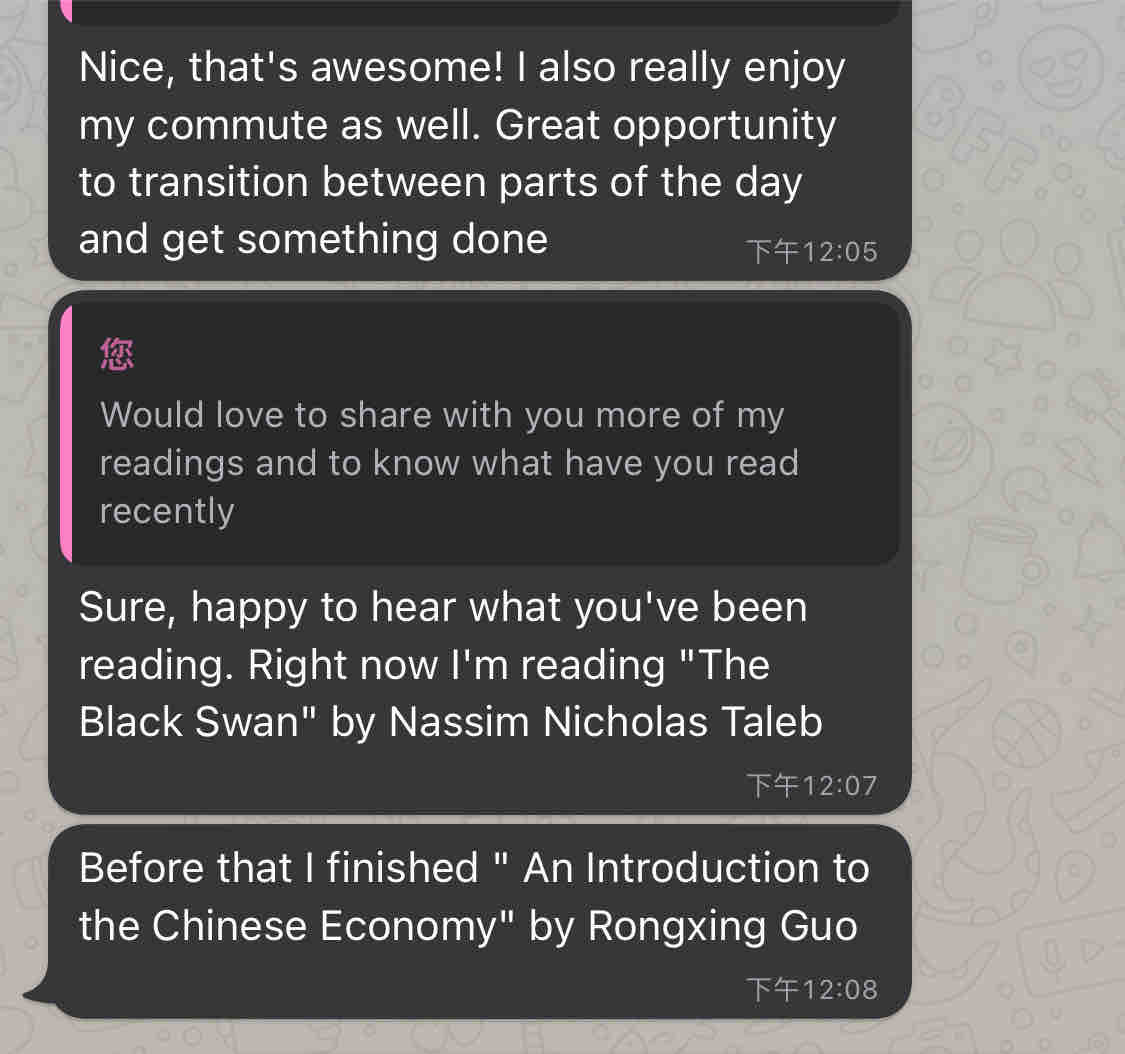 Nice, that's awesome! I also really enjoy
my commute as well. Great opportunity
to transition between parts of the day
and get something done
下午12:05
您
Would love to share with you more of my
readings and to know what have you read
recently
Sure, happy to hear what you've been
reading. Right now I'm reading "The
Black Swan" by Nassim Nicholas Taleb
下午12:07
Before that I finished " An Introduction to
the Chinese Economy" by Rongxing Guo
下午12:08
BFF